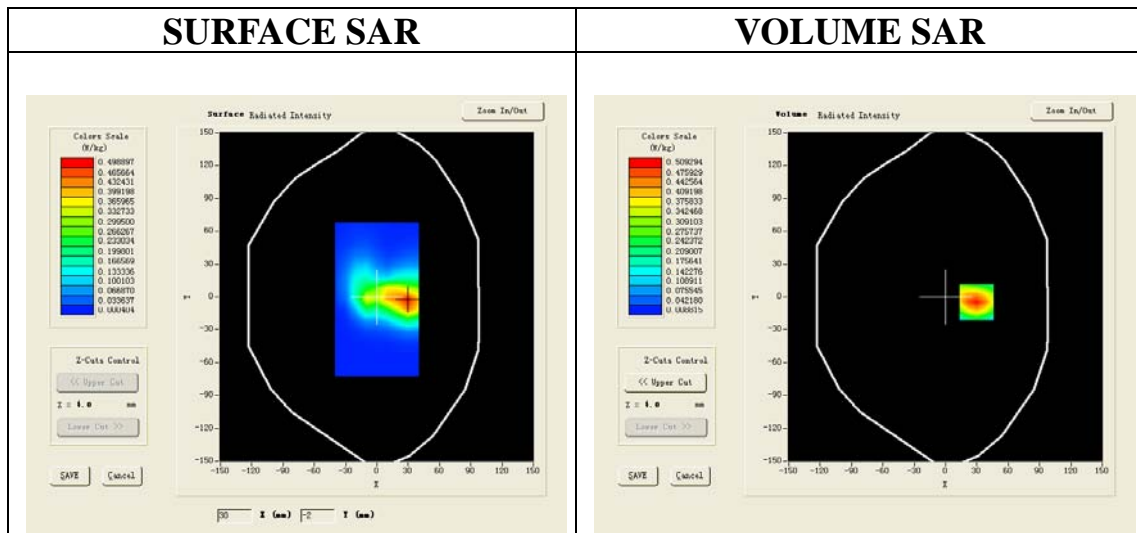 SURFACE SAR
VOLUME SAR
Surface Radiated Intensity
Zoom In/Out
Colors Scale
(W/kg)
0.498897
0.465664
0.432431
0.399198
0.365965
0.332733
0.299500
0.266267
0.233034
0.199801
0.166569
0.133336
0.100103
0.066870
0.033637
0.000404
150
120
90
60
30
0
-30
-60
-90
-120
-150
Y
-150 -120 -90 -60 -30 0 30 60 90 120 150
X
Z-Cuts Control
<< Upper Cut
Z = 4.0 mm
Lower Cut >>
SAVE
Cancel
30 X (mm) -2 Y (mm)
Volume Radiated Intensity
Zoom In/Out
Colors Scale
(W/kg)
0.509294
0.475929
0.442564
0.409198
0.375833
0.342468
0.309103
0.275737
0.242372
0.209007
0.175641
0.142276
0.108911
0.075545
0.042180
0.008815
150
120
90
60
30
0
-30
-60
-90
-120
-150
Y
-150 -120 -90 -60 -30 0 30 60 90 120 150
X
Z-Cuts Control
<< Upper Cut
Z = 4.0 mm
Lower Cut >>
SAVE
Cancel